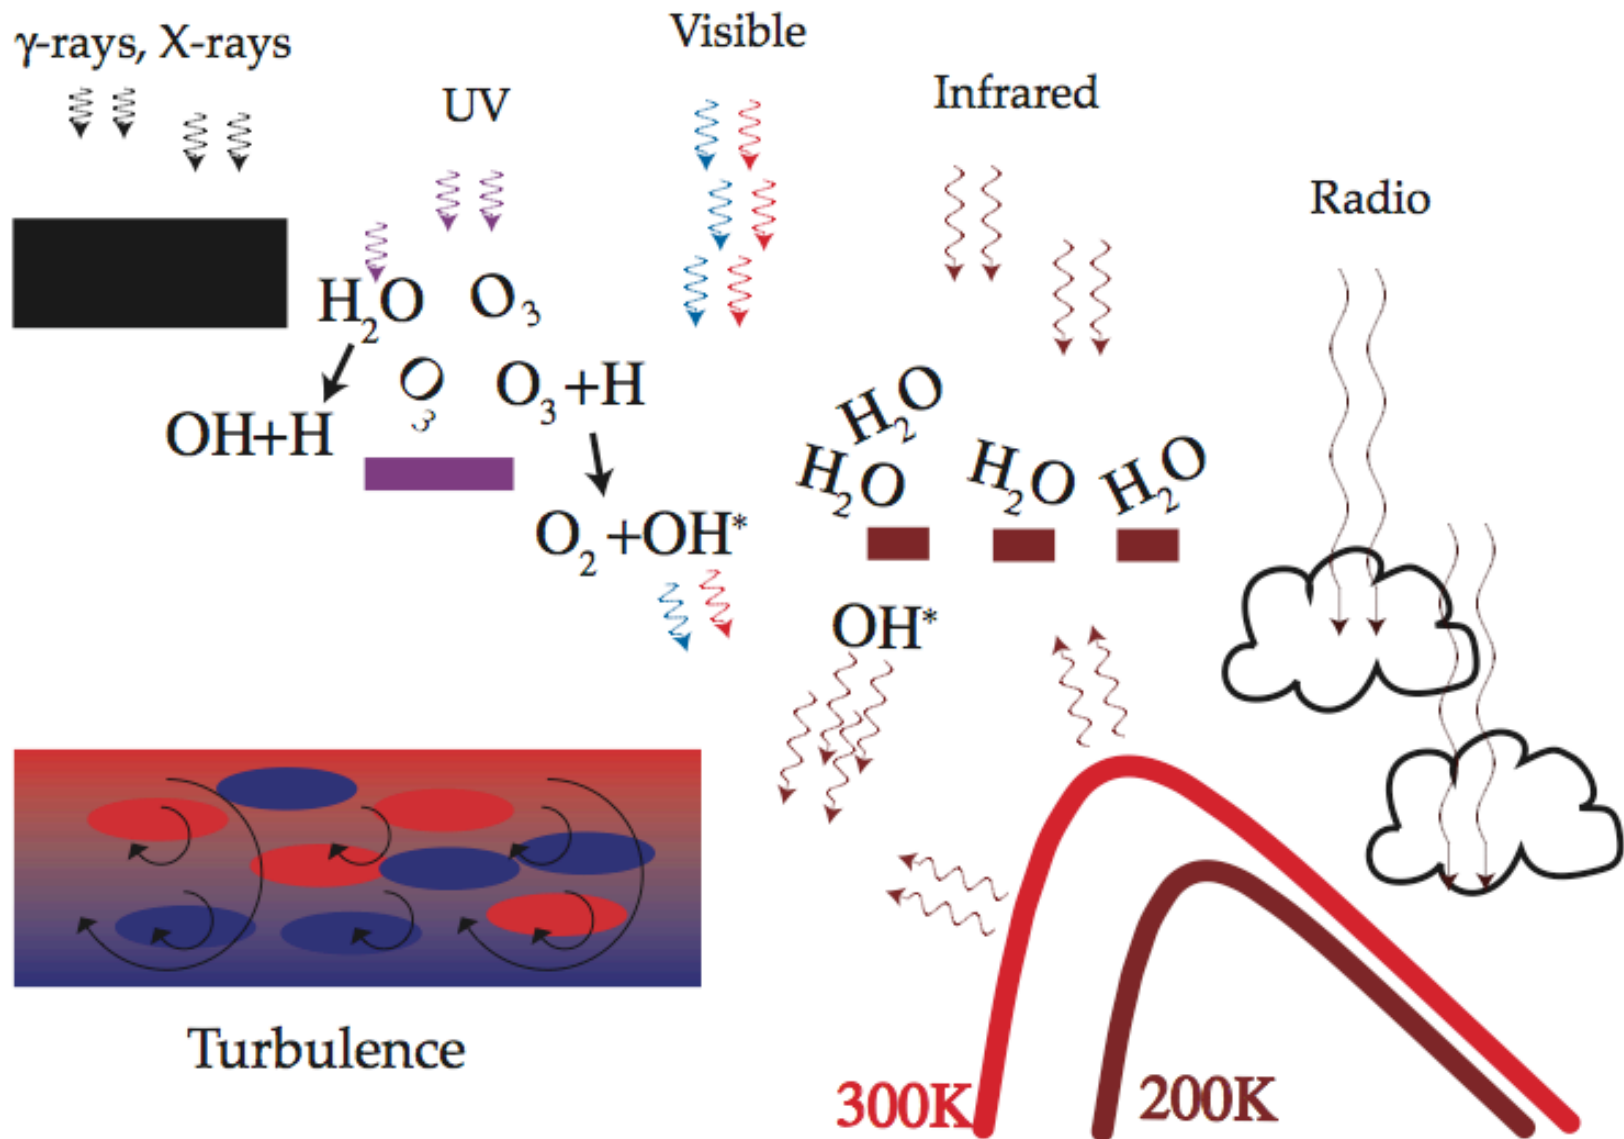 γ-rays, X-rays
Visible
UV
Infrared
Radio
H₂O
O₃
O₃
O₃+H
OH+H
O₂+OH*
H₂O
H₂O
H₂O
H₂O
OH*
Turbulence
300K
200K